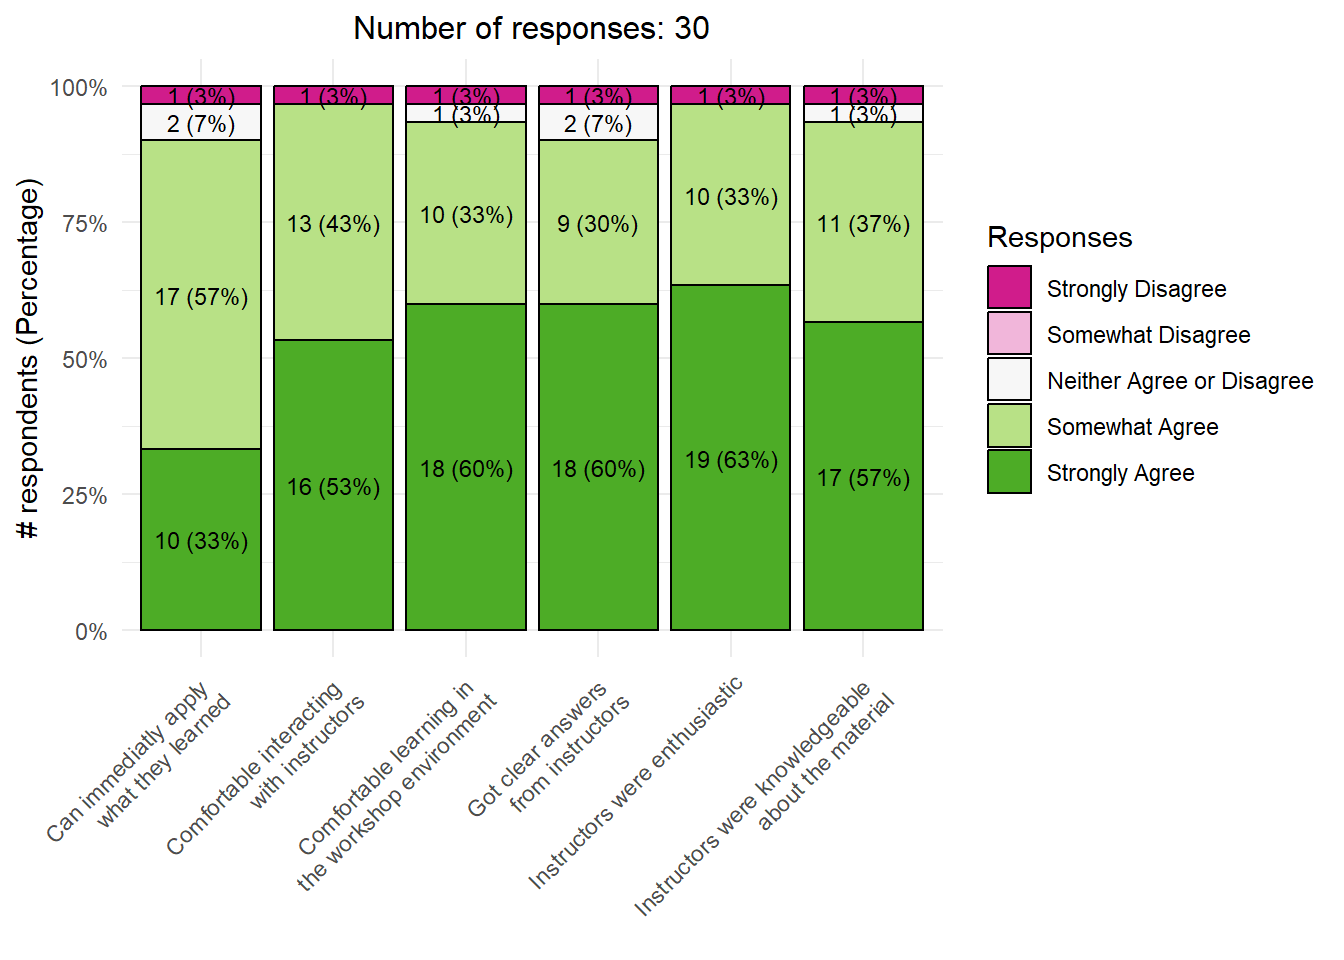 Number of responses: 30
# respondents (Percentage)
100%
75%
50%
25%
0%
1 (3%)
2 (7%)
17 (57%)
10 (33%)
1 (3%)
13 (43%)
16 (53%)
1 (3%)
1 (3%)
10 (33%)
18 (60%)
1 (3%)
2 (7%)
9 (30%)
18 (60%)
1 (3%)
10 (33%)
19 (63%)
1 (3%)
1 (3%)
11 (37%)
17 (57%)
Can immediatly apply
what they learned
Comfortable interacting
with instructors
Comfortable learning in
the workshop environment
Got clear answers
from instructors
Instructors were enthusiastic
Instructors were knowledgeable
about the material
Responses
Strongly Disagree
Somewhat Disagree
Neither Agree or Disagree
Somewhat Agree
Strongly Agree